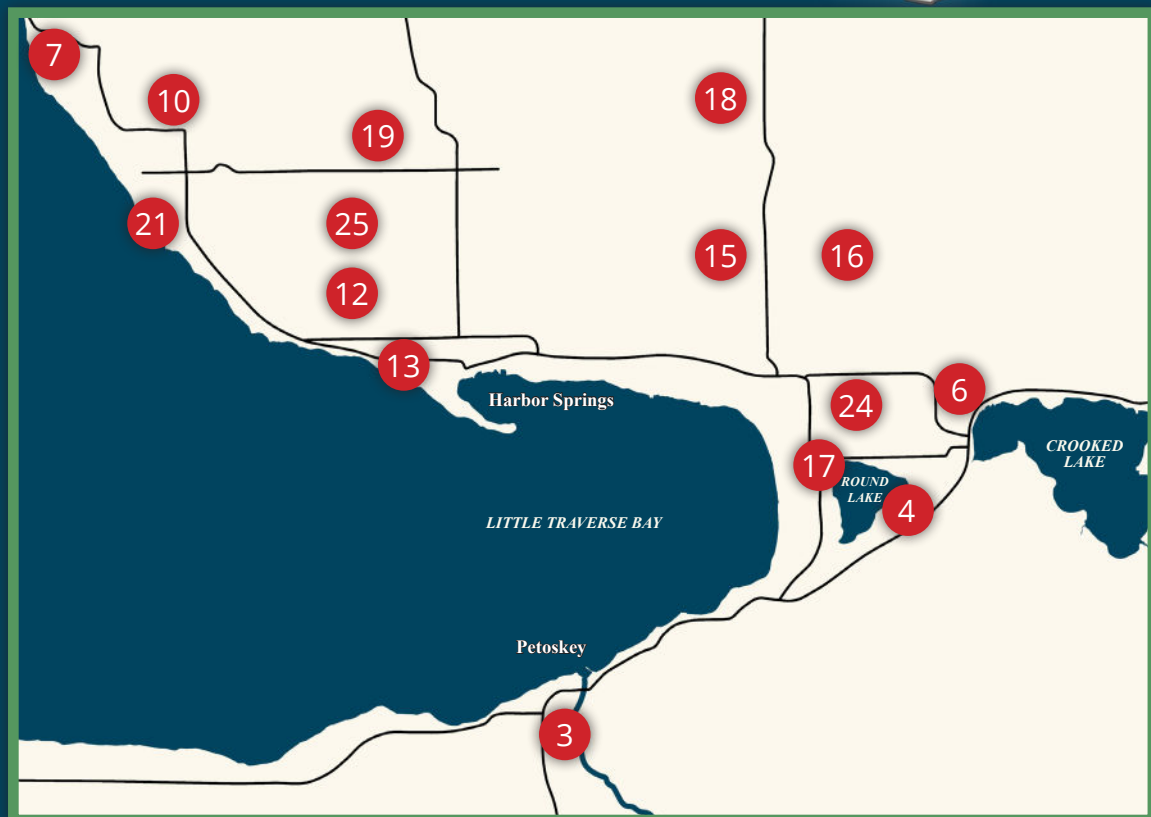 7
10
18
19
21
25
15
16
12
13
6
Harbor Springs
24
CROOKED
LAKE
17
ROUND
LAKE
4
LITTLE TRAVERSE BAY
Petoskey
3